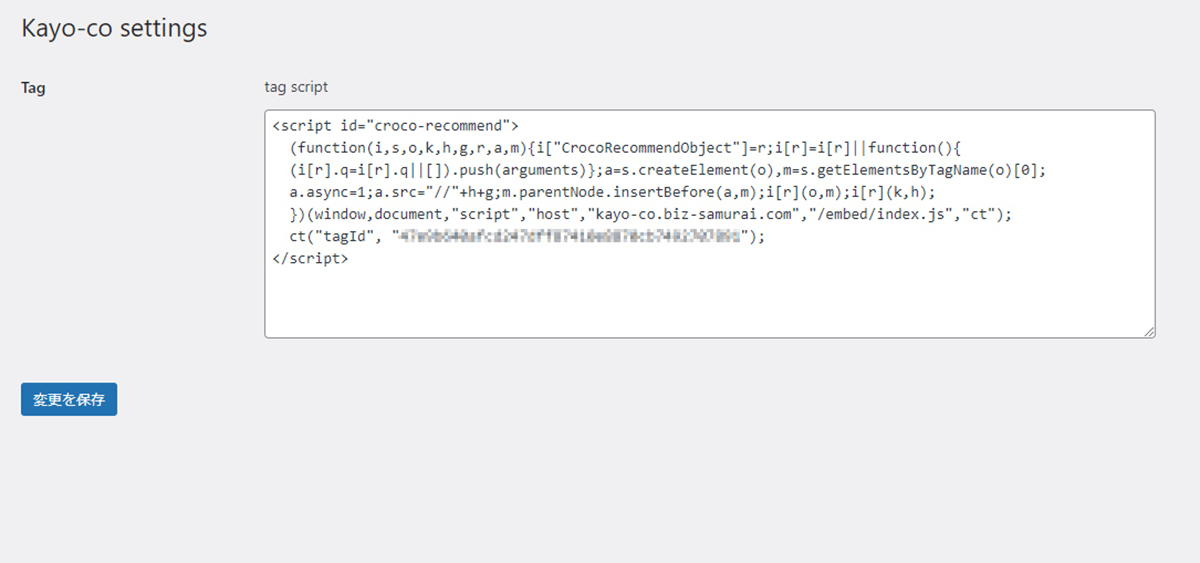 Kayo-co settings
Tag
tag script
<script id="croco-recommend">
(function(i,s,o,k,h,g,r,a,m){i["CrocoRecommendObject"]=r;i[r]=i[r]||function(){
(i[r].q=i[r].q||[]).push(arguments)};a=s.createElement(o),m=s.getElementsByTagName(o)[0];
a.async=1;a.src="//"+h+g;m.parentNode.insertBefore(a,m);i[r](o,m);i[r](k,h);
})(window,document,"script","host","kayo-co.biz-samurai.com","/embed/index.js","ct");
ct("tagId", "");
</script>
変更を保存